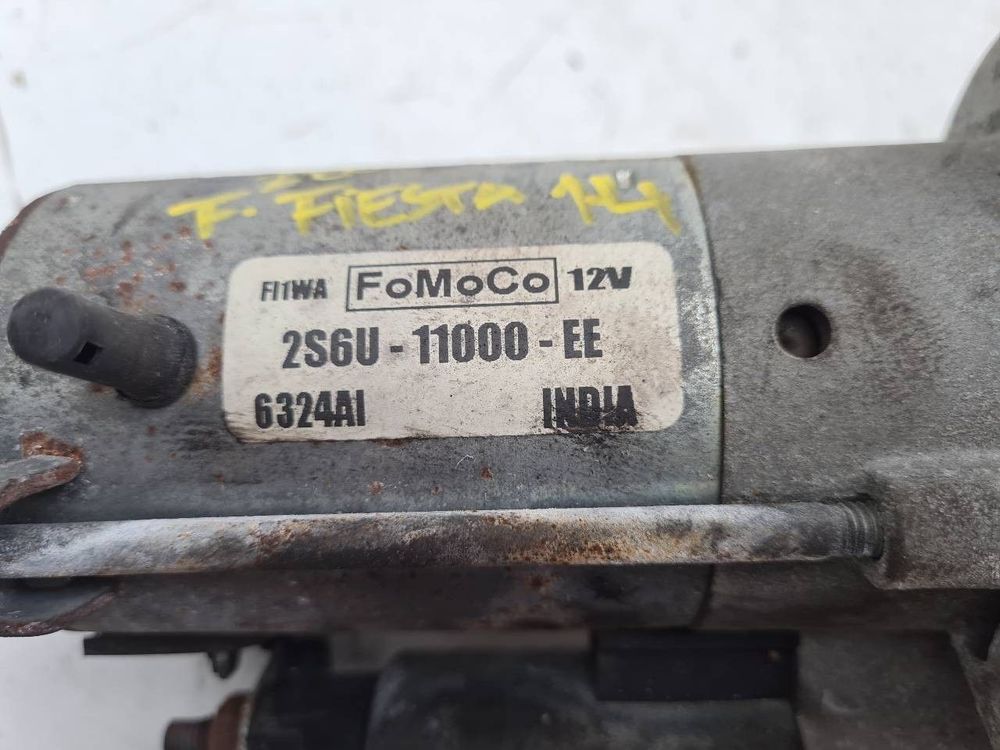 F. FIESTA 1.4
FI1WA FoMoCo 12V
2S6U - 11000 - EE
6324AI INDIA